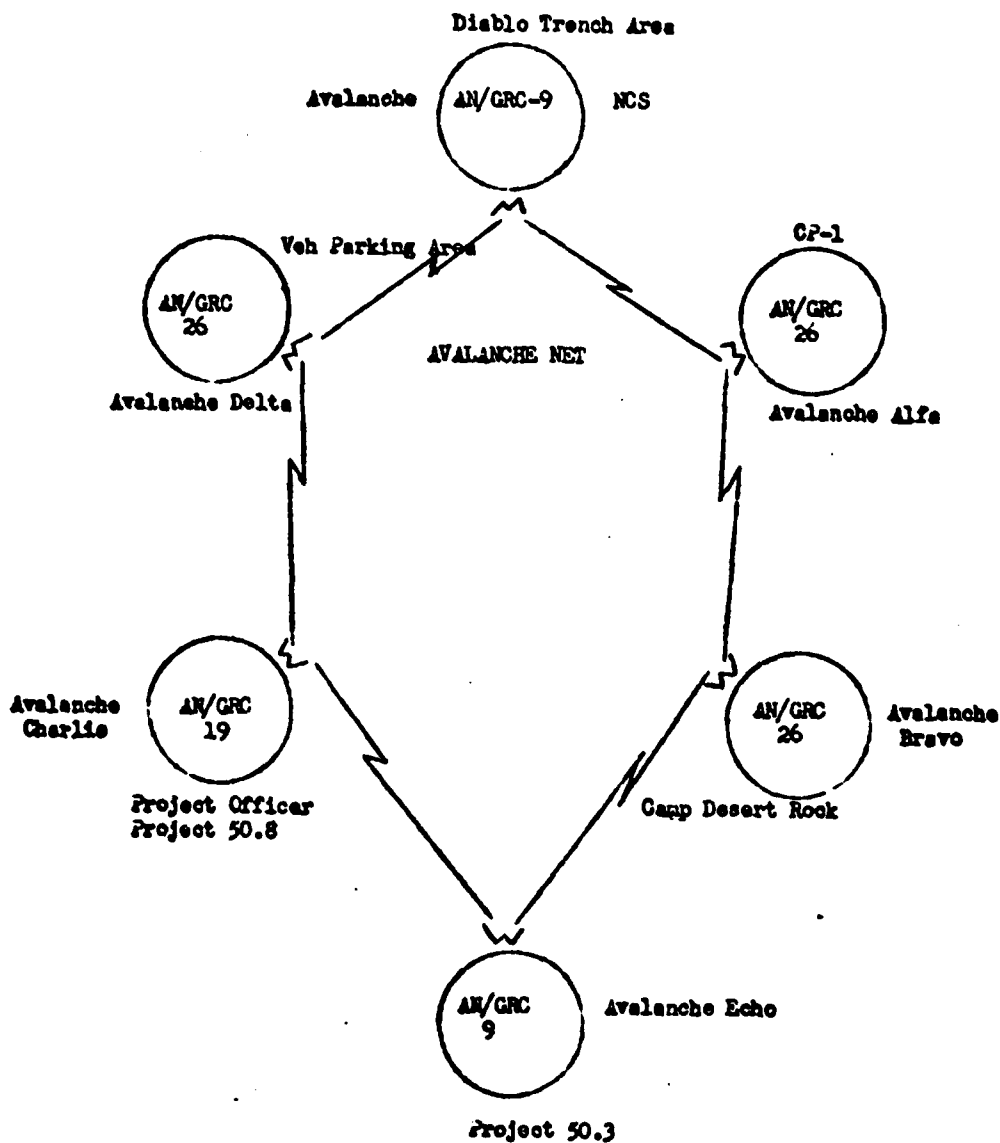 Diablo Trench Area
Avalanche
AN/GRC-9
NCS
Veh Parking Area
CP-1
AN/GRC
26
AN/GRC
26
AVALANCHE NET
Avalanche Delta
Avalanche Alfa
Avalanche
Charlie
AN/GRC
19
AN/GRC
26
Avalanche
Bravo
Project Officer
Project 50.8
Camp Desert Rock
AN/GRC
9
Avalanche Echo
Project 50.3